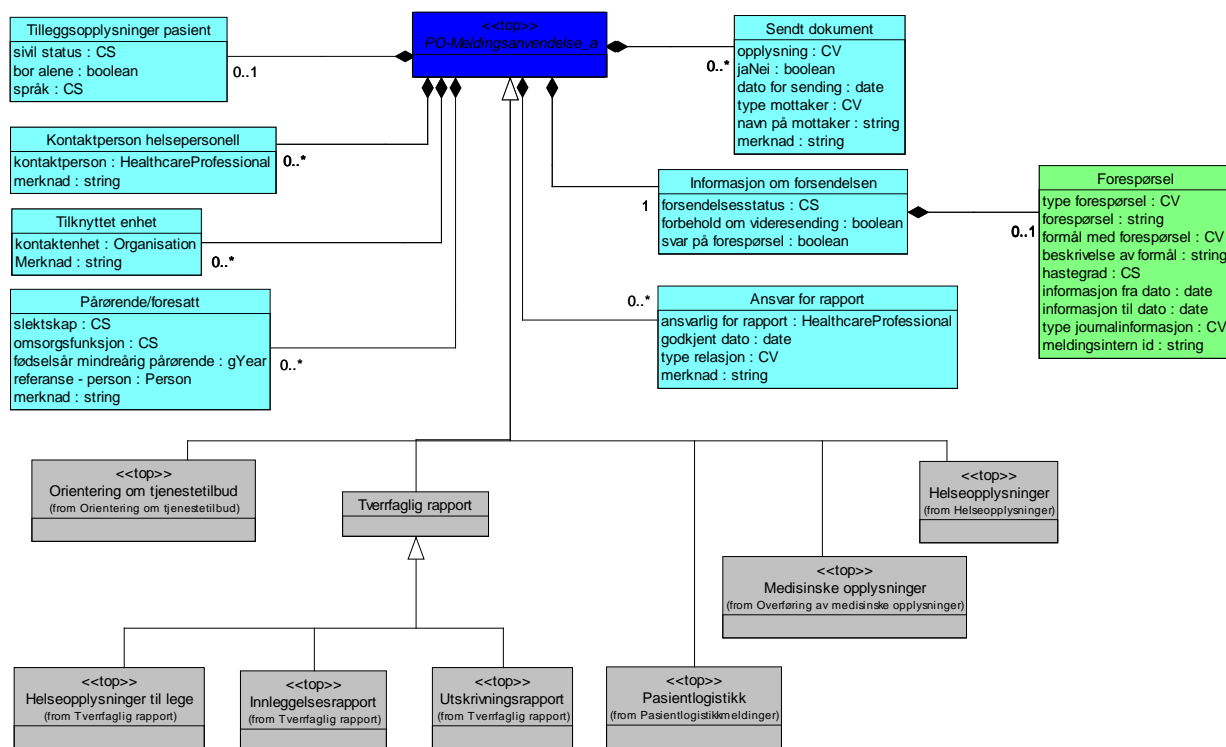 Tilleggsopplysninger pasient
sivil status : CS
bor alene : boolean
språk : CS
0..1
<<top>>
PO-Meldingsanvendelse_a
Sendt dokument
opplysning : CV
jaNei : boolean
dato for sending : date
type mottaker : CV
navn på mottaker : string
merknad : string
0..*
Kontaktperson helsepersonell
kontaktperson : HealthcareProfessional
merknad : string
0..*
Informasjon om forsendelsen
forsendelsesstatus : CS
forbehold om videresending : boolean
svar på forespørsel : boolean
1
0..1
Forespørsel
type forespørsel : CV
forespørsel : string
formål med forespørsel : CV
beskrivelse av formål : string
hastegrad : CS
informasjon fra dato : date
informasjon til dato : date
type journalinformasjon : CV
meldingsintern id : string
Tilknyttet enhet
kontaktenhet : Organisation
Merknad : string
0..*
Pårørende/foresatt
slektskap : CS
omsorgsfunksjon : CS
fødselsår mindreårig pårørende : gYear
referanse - person : Person
merknad : string
0..*
0..*
Ansvar for rapport
ansvarlig for rapport : HealthcareProfessional
godkjent dato : date
type relasjon : CV
merknad : string
<<top>>
Orientering om tjenestetilbud
(from Orientering om tjenestetilbud)
Tverrfaglig rapport
<<top>>
Helseopplysninger
(from Helseopplysninger)
<<top>>
Medisinske opplysninger
(from Overføring av medisinske opplysninger)
<<top>>
Helseopplysninger til lege
(from Tverrfaglig rapport)
<<top>>
Innleggelsesrapport
(from Tverrfaglig rapport)
<<top>>
Utskrivningsrapport
(from Tverrfaglig rapport)
<<top>>
Pasientlogistikk
(from Pasientlogistikkmeldinger)